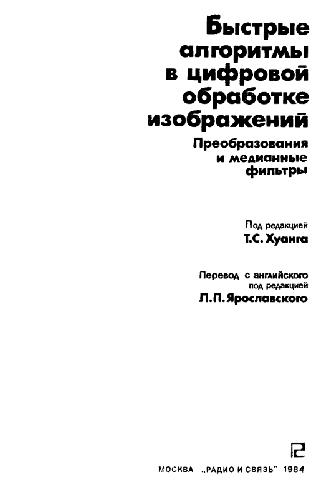 Быстрые
алгоритмы
в цифровой
обработке
изображений
Преобразования
и медианные
фильтры
Под редакцией
Т.С. Хуанга
Перевод с английского
под редакцией
Л.П. Ярославского
МОСКВА „РАДИО И СВЯЗЬ" 1984